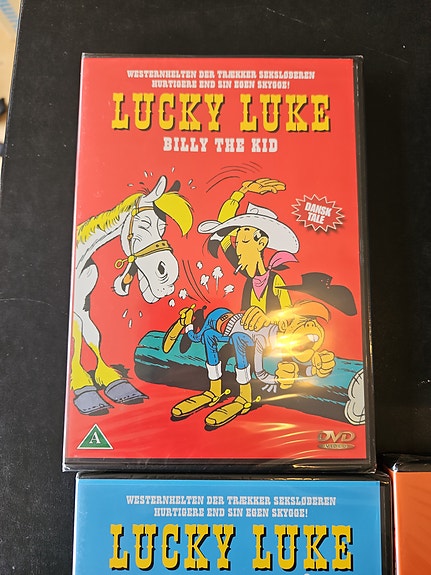 WESTERNHELTEN DER TRÆKKER SEKSLØBEREN
HURTIGERE END SIN EGEN SKYGGE!
LUCKY LUKE
BILLY THE KID
DANSK
TALE
A
DVD
VIDEO
WESTERNHELTEN DER TRÆKKER SEKSLØBEREN
HURTIGERE END SIN EGEN SKYGGE!
LUCKY LUKE